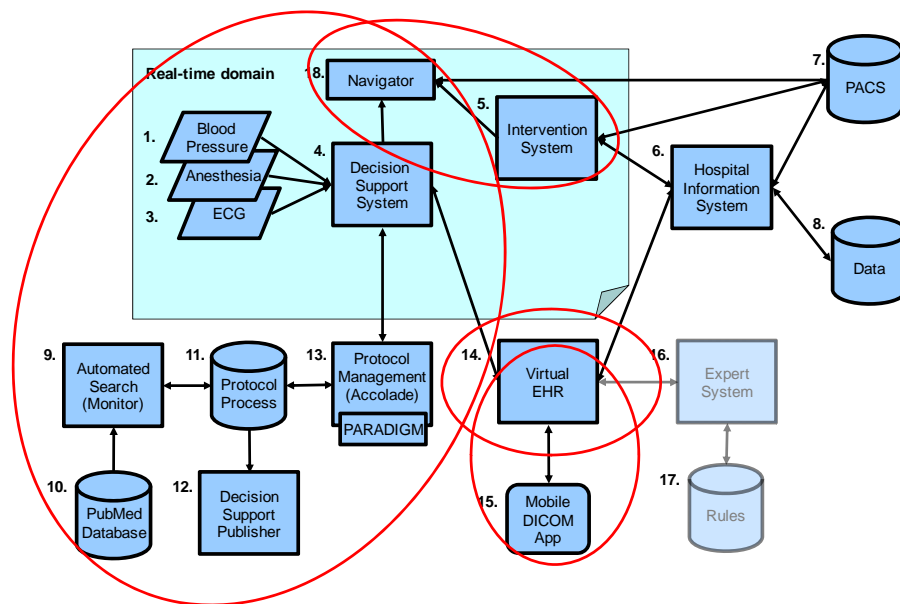 Real-time domain
18.
Navigator
7.
PACS
1.
Blood
Pressure
2.
Anesthesia
3.
ECG
4.
Decision
Support
System
5.
Intervention
System
6.
Hospital
Information
System
8.
Data
9.
Automated
Search
(Monitor)
11.
Protocol
Process
13.
Protocol
Management
(Accolade)
PARADIGM
14.
Virtual
EHR
16.
Expert
System
10.
PubMed
Database
12.
Decision
Support
Publisher
15.
Mobile
DICOM
App
17.
Rules